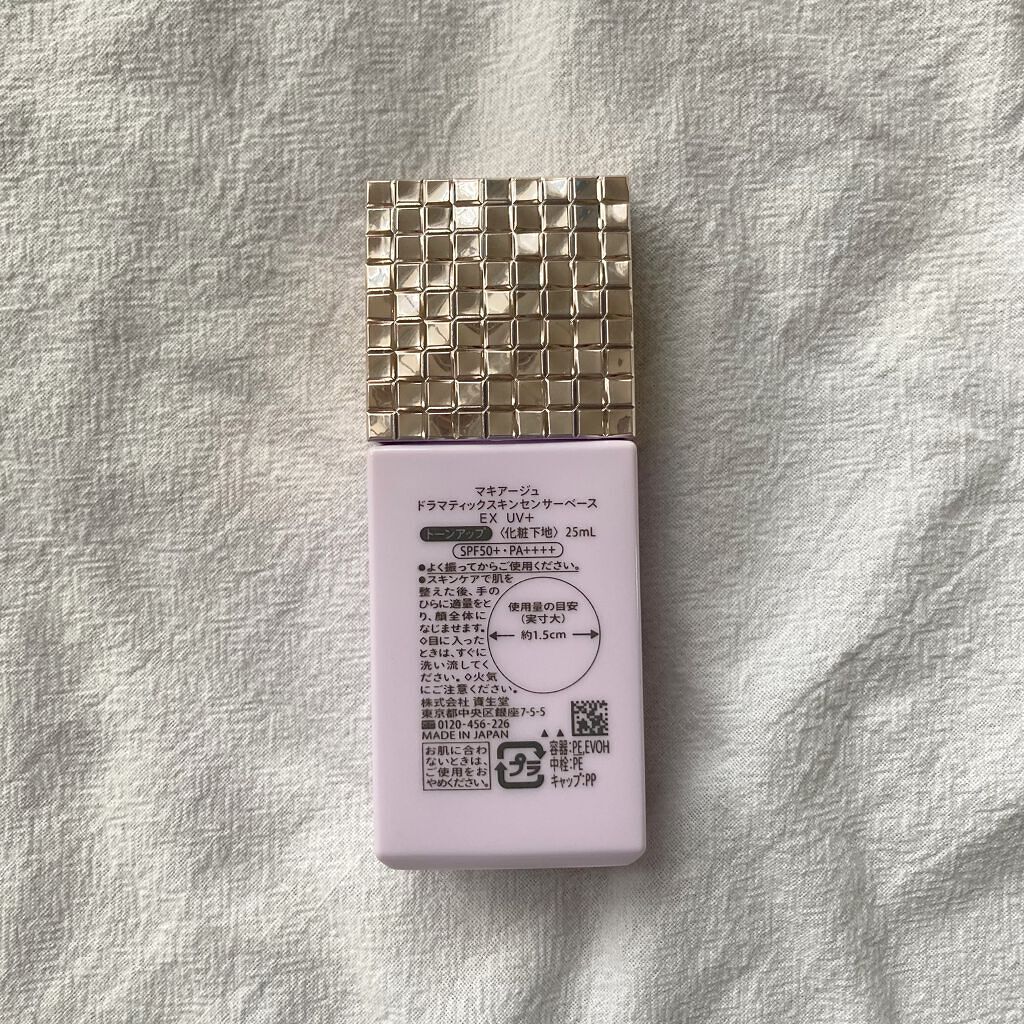 マキアージュ
ドラマティックスキンセンサーベース
EX UV+
トーンアップ 〈化粧下地〉 25mL
SPF50+・PA++++
●よく振ってからご使用ください。
●スキンケアで肌を
整えた後、手の
ひらに適量をと
り、顔全体に
なじませます。
◇目に入った
ときは、すぐに
洗い流してく
ださい。◇火気
にご注意ください。
使用量の目安
(実寸大)
約1.5cm
株式会社 資生堂
東京都中央区銀座7-5-5
0120-456-226
MADE IN JAPAN
お肌に合わ
ないときは、
ご使用をお
やめください。
プラ
容器:PE,EVOH
中栓:PE
キャップ:PP